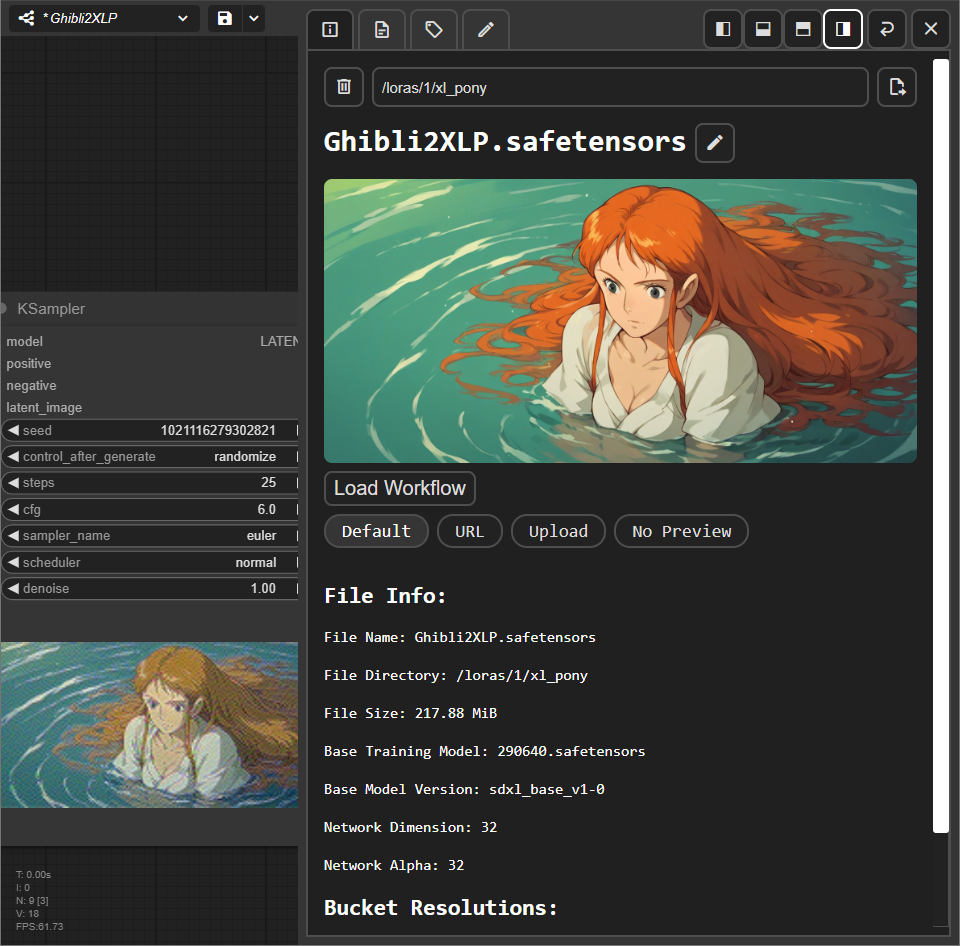 * Ghibli2XLP
/loras/1/xl_pony
Ghibli2XLP.safetensors
KSampler
model LATEN
positive
negative
latent_image
seed 1021116279302821
control_after_generate randomize
steps 25
cfg 6.0
sampler_name euler
scheduler normal
denoise 1.00
T: 0.00s
I: 0
N: 9 [3]
V: 18
FPS:61.73
Load Workflow
Default URL Upload No Preview
File Info:
File Name: Ghibli2XLP.safetensors
File Directory: /loras/1/xl_pony
File Size: 217.88 MiB
Base Training Model: 290640.safetensors
Base Model Version: sdxl_base_v1-0
Network Dimension: 32
Network Alpha: 32
Bucket Resolutions: